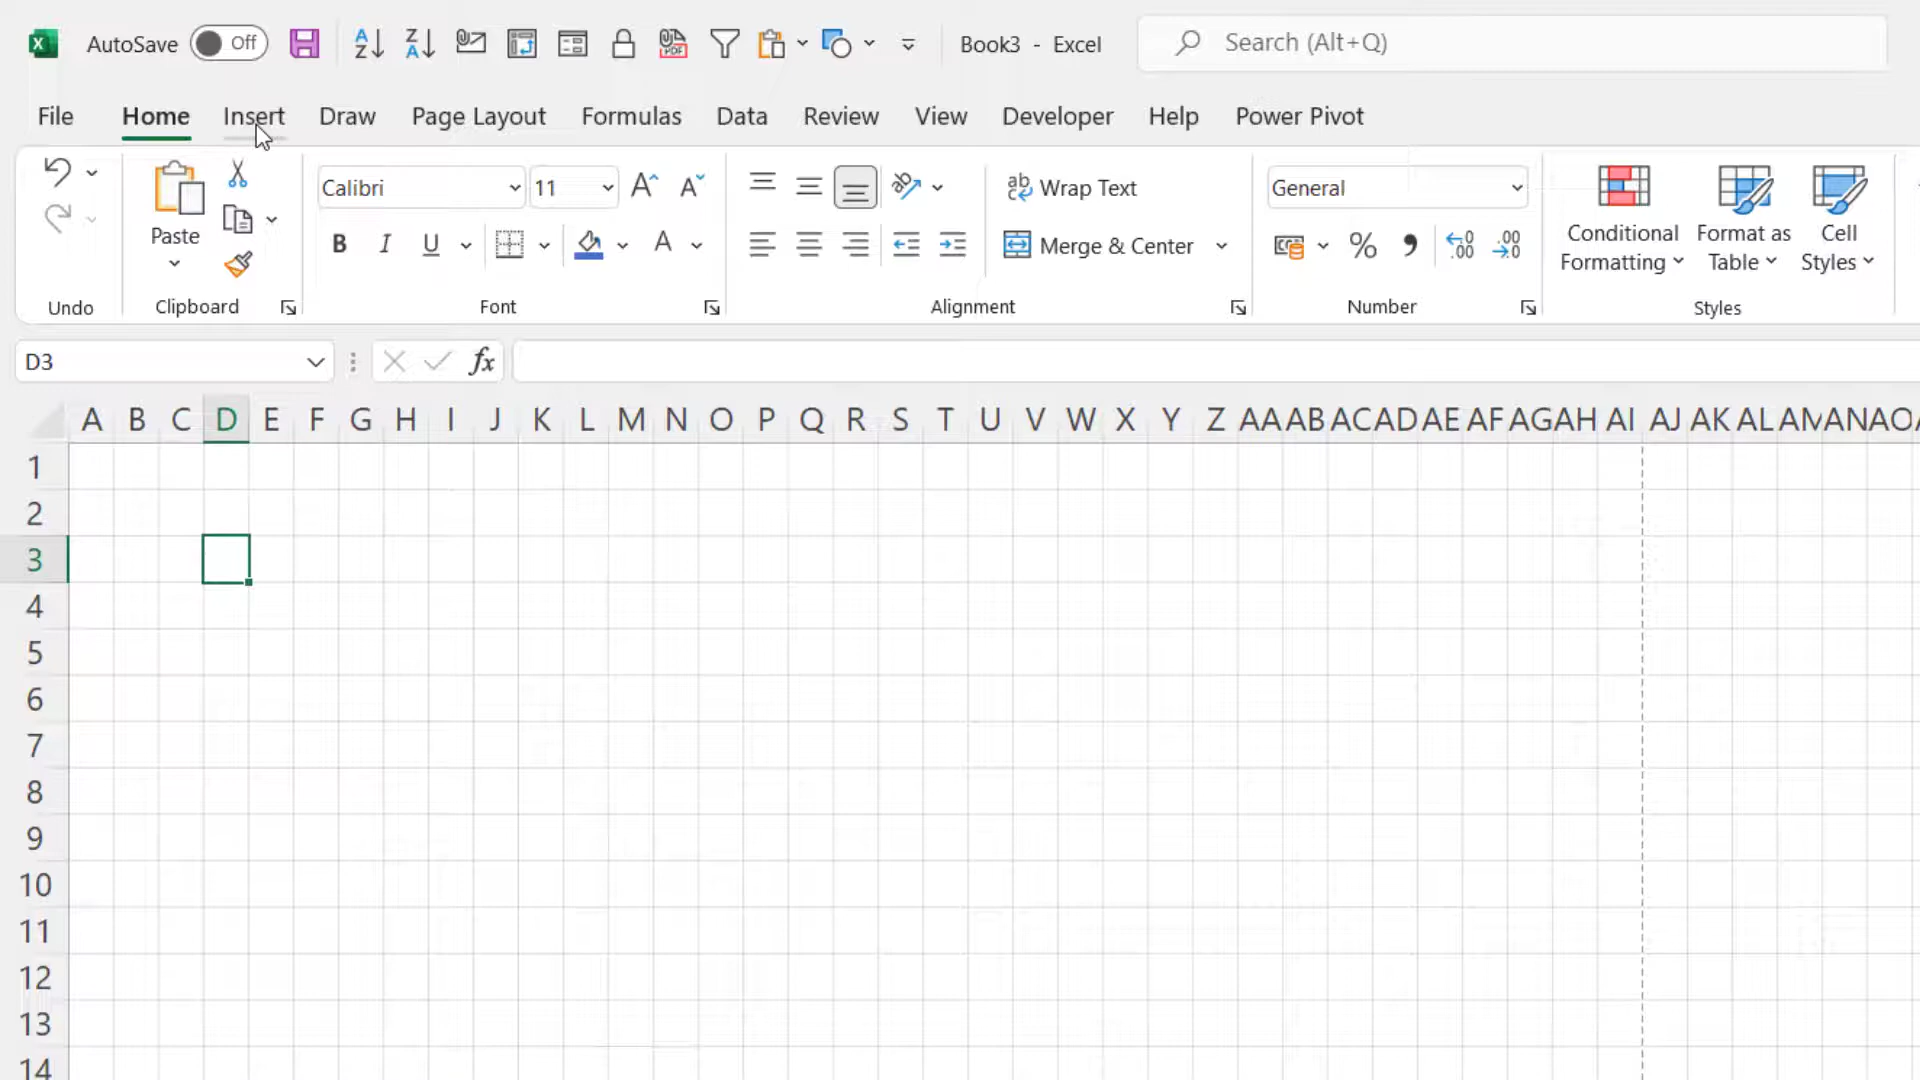 AutoSave Off Book3 - Excel Search (Alt+Q)
File Home Insert Draw Page Layout Formulas Data Review View Developer Help Power Pivot
Calibri 11 Wrap Text General
Paste Merge & Center Conditional Formatting Format as Table Cell Styles
Undo Clipboard Font Alignment Number Styles
D3 fx
A B C D E F G H I J K L M N O P Q R S T U V W X Y Z AA AB AC AD AE AF AG AH AI AJ AK AL AM AN AO
1
2
3
4
5
6
7
8
9
10
11
12
13
14